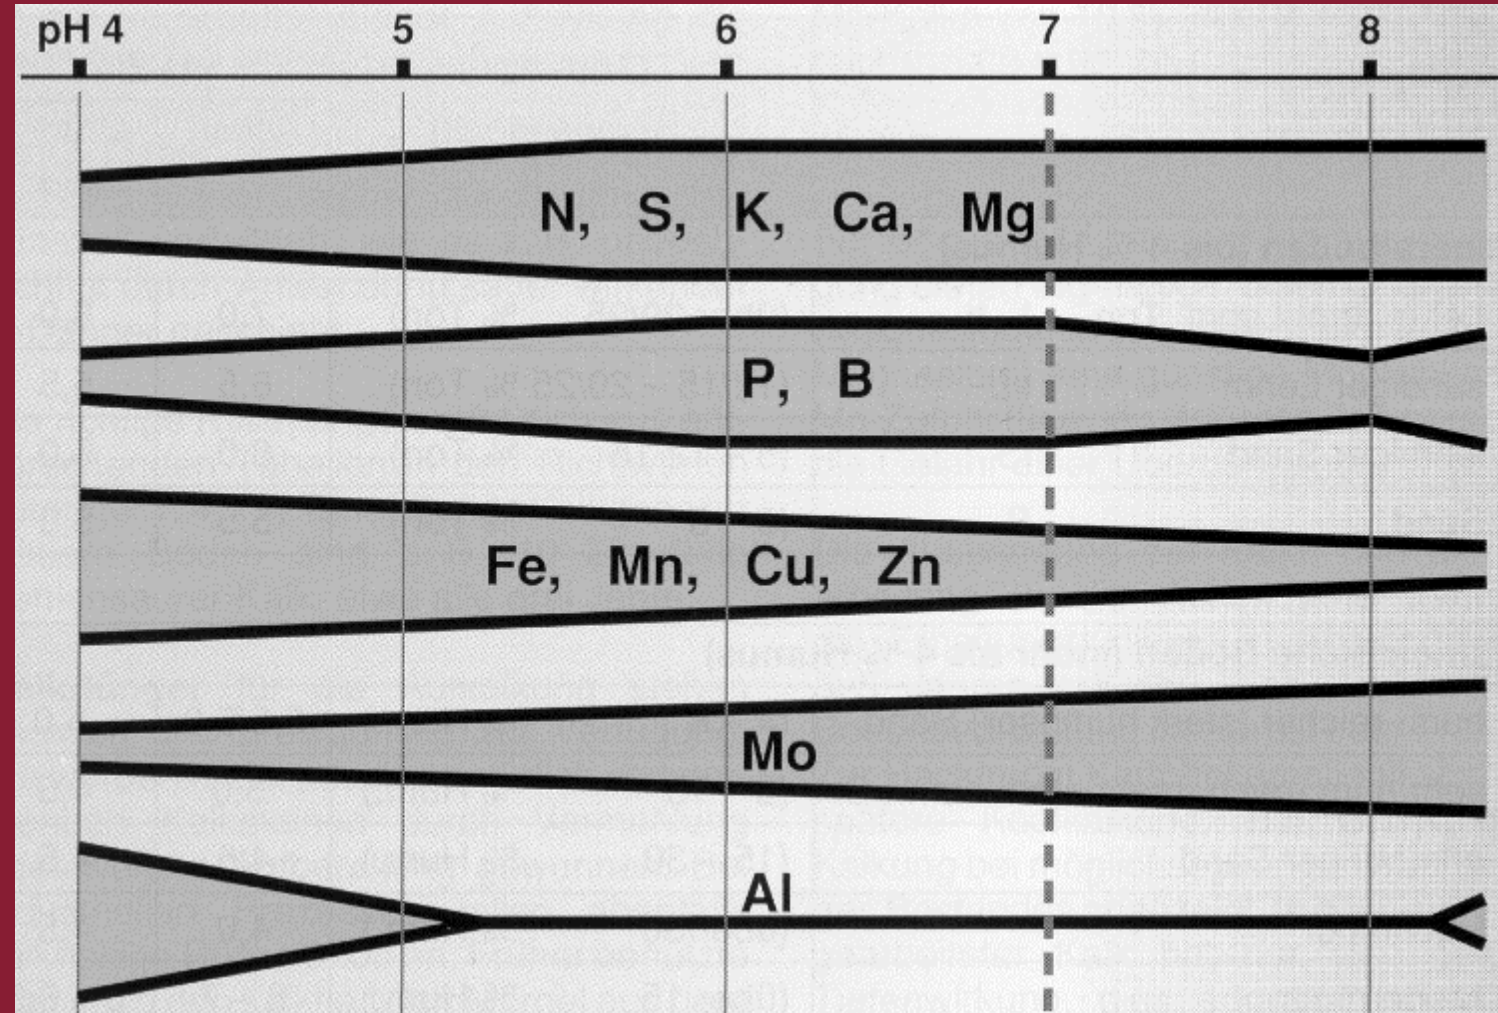 pH 4 5 6 7 8
N, S, K, Ca, Mg
P, B
Fe, Mn, Cu, Zn
Mo
Al